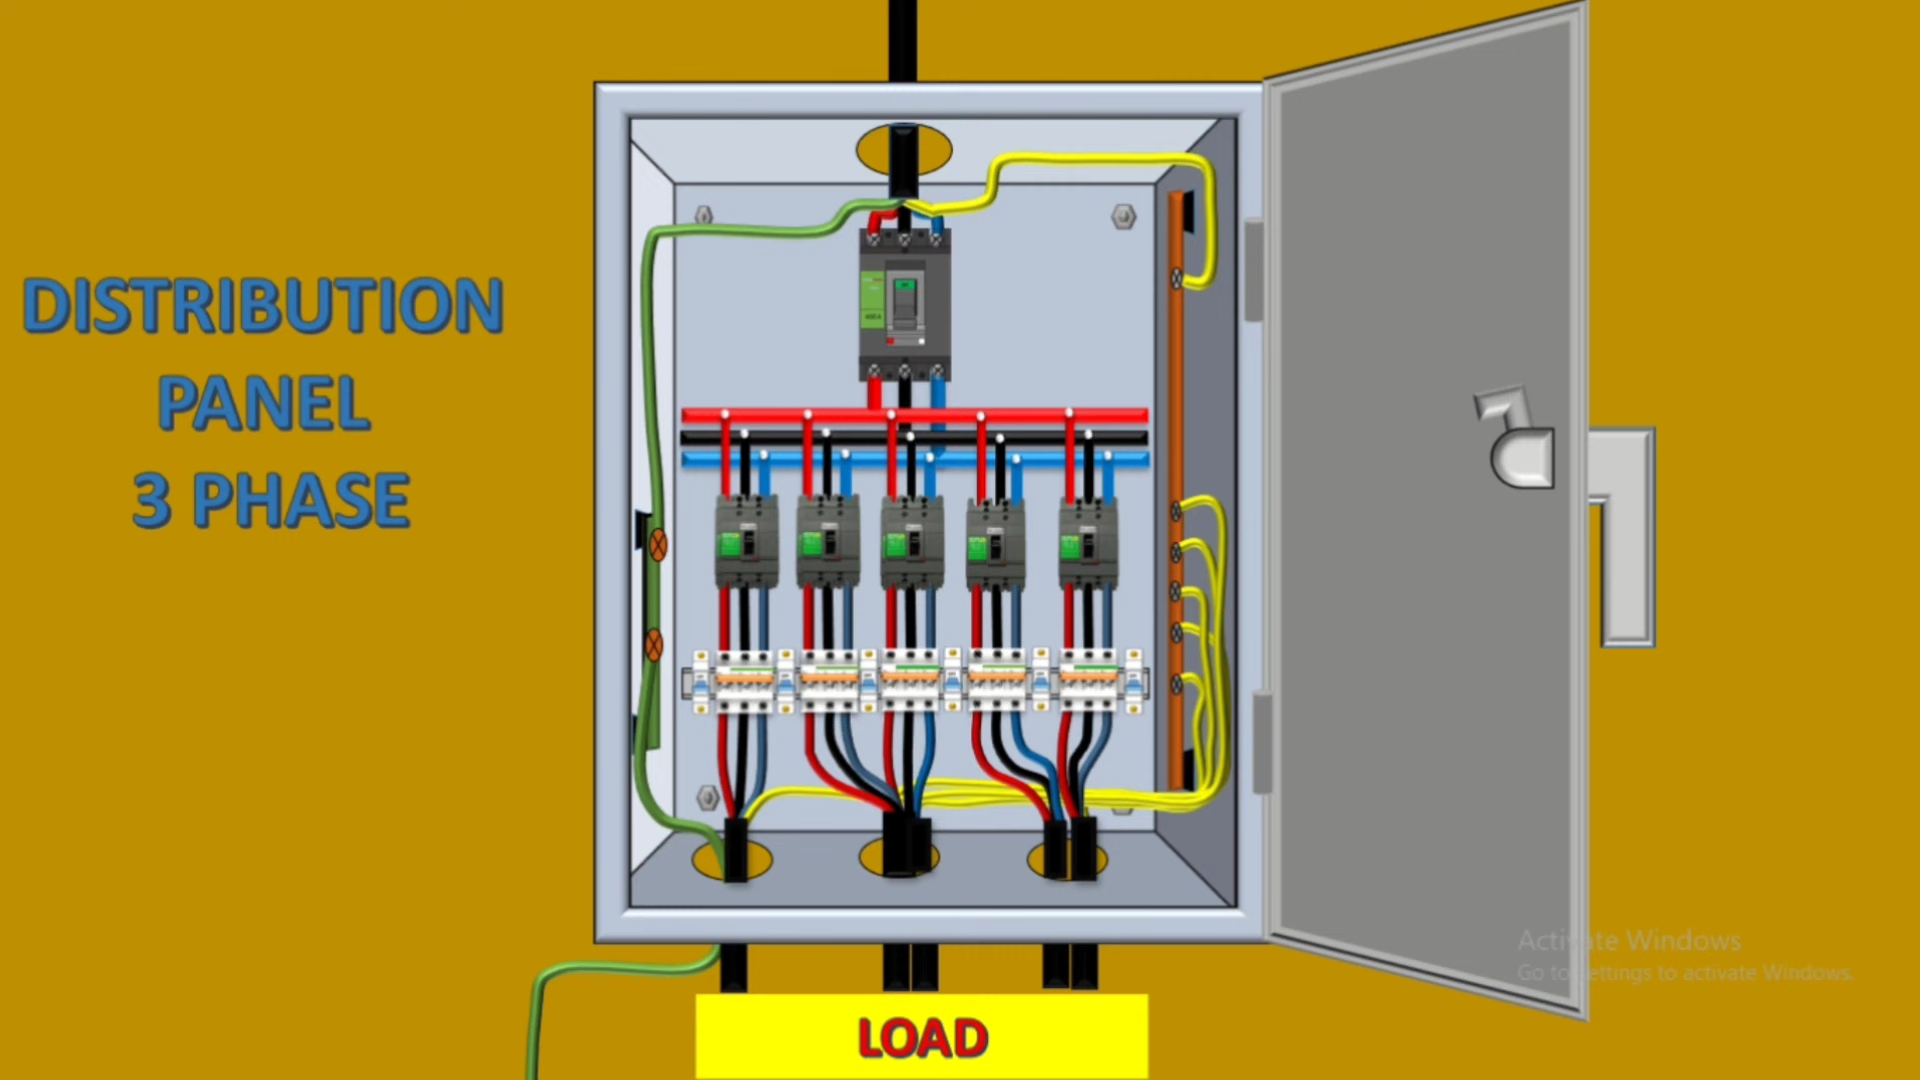 DISTRIBUTION
PANEL
3 PHASE
Activate Windows
Go to Settings to activate Windows.
LOAD